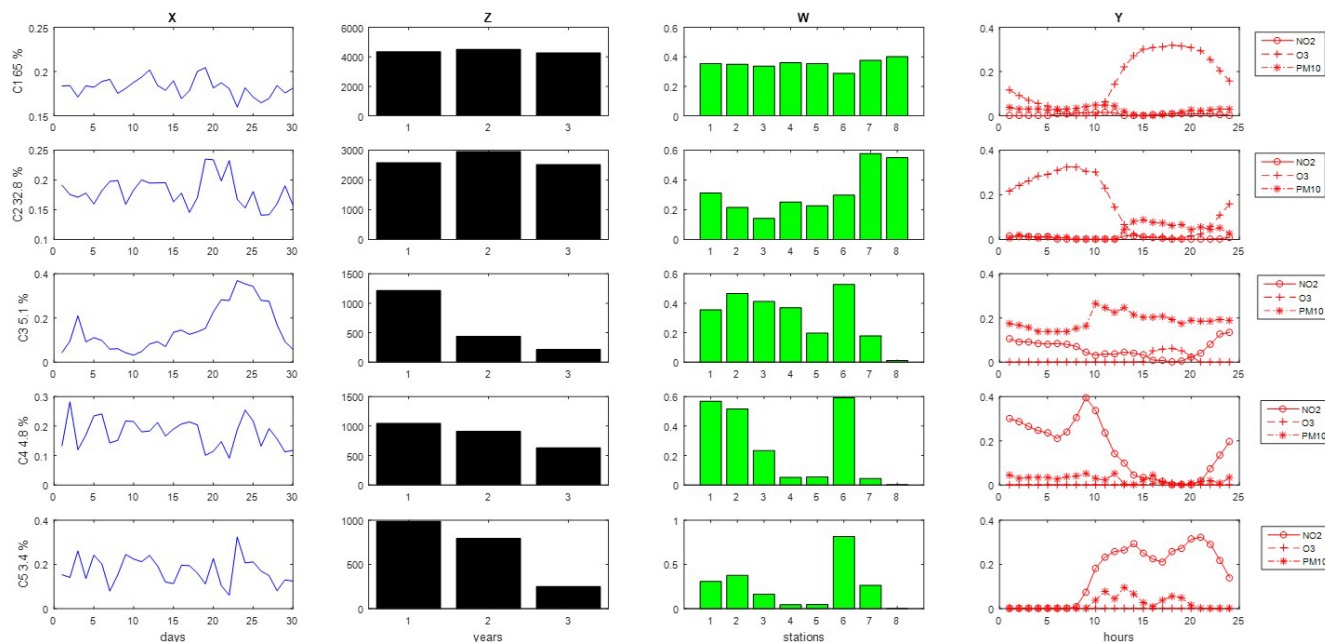 X Z W Y
C1 65 %
0.25
0.2
0.15
0 5 10 15 20 25 30
6000
4000
2000
0
1 2 3
0.6
0.4
0.2
0
1 2 3 4 5 6 7 8
0.4
0.2
0
0 5 10 15 20 25
NO2
O3
PM10
C2 32.8 %
0.25
0.2
0.15
0.1
0 5 10 15 20 25 30
3000
2000
1000
0
1 2 3
0.6
0.4
0.2
0
1 2 3 4 5 6 7 8
0.4
0.2
0
0 5 10 15 20 25
NO2
O3
PM10
C3 5.1 %
0.4
0.2
0
0 5 10 15 20 25 30
1500
1000
500
0
1 2 3
0.6
0.4
0.2
0
1 2 3 4 5 6 7 8
0.4
0.2
0
0 5 10 15 20 25
NO2
O3
PM10
C4 4.8 %
0.3
0.2
0.1
0
0 5 10 15 20 25 30
1500
1000
500
0
1 2 3
0.6
0.4
0.2
0
1 2 3 4 5 6 7 8
0.4
0.2
0
0 5 10 15 20 25
NO2
O3
PM10
C5 3.4 %
0.4
0.2
0
0 5 10 15 20 25 30
days
1000
500
0
1 2 3
years
1
0.5
0
1 2 3 4 5 6 7 8
stations
0.4
0.2
0
0 5 10 15 20 25
hours
NO2
O3
PM10